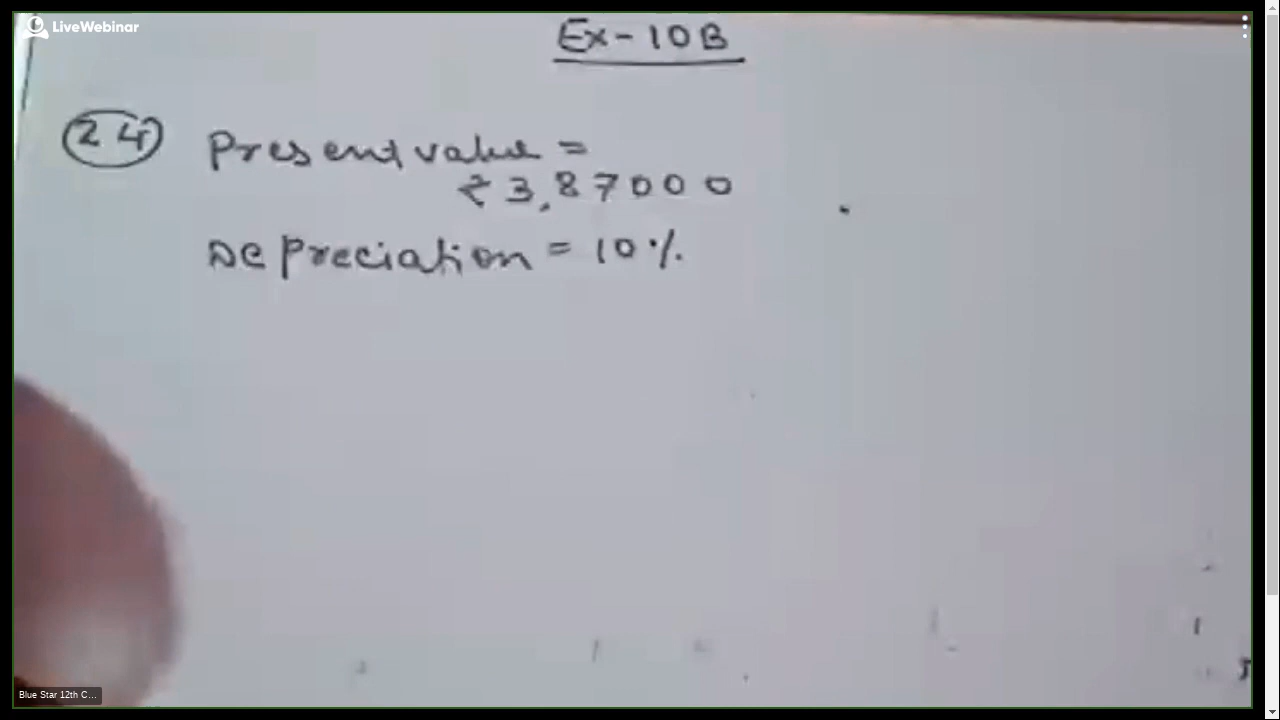 LiveWebinar
Ex-10B
24 Present value =
₹3,87000
Depreciation = 10%
Blue Star 12th C...